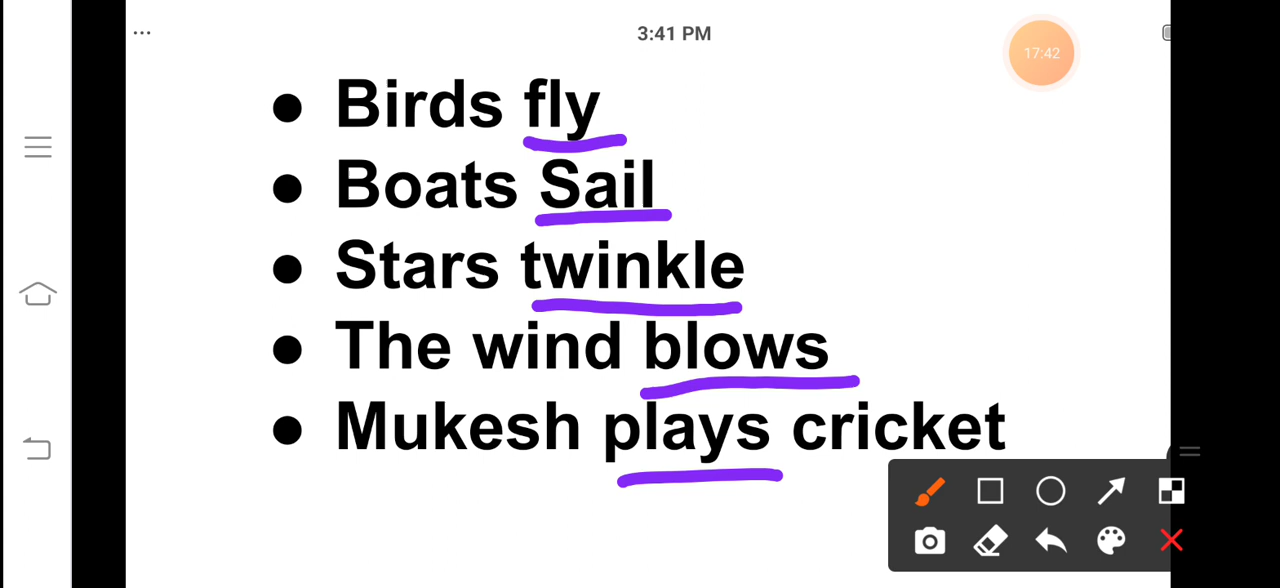 3:41 PM
17:42
● Birds fly
● Boats Sail
● Stars twinkle
● The wind blows
● Mukesh plays cricket